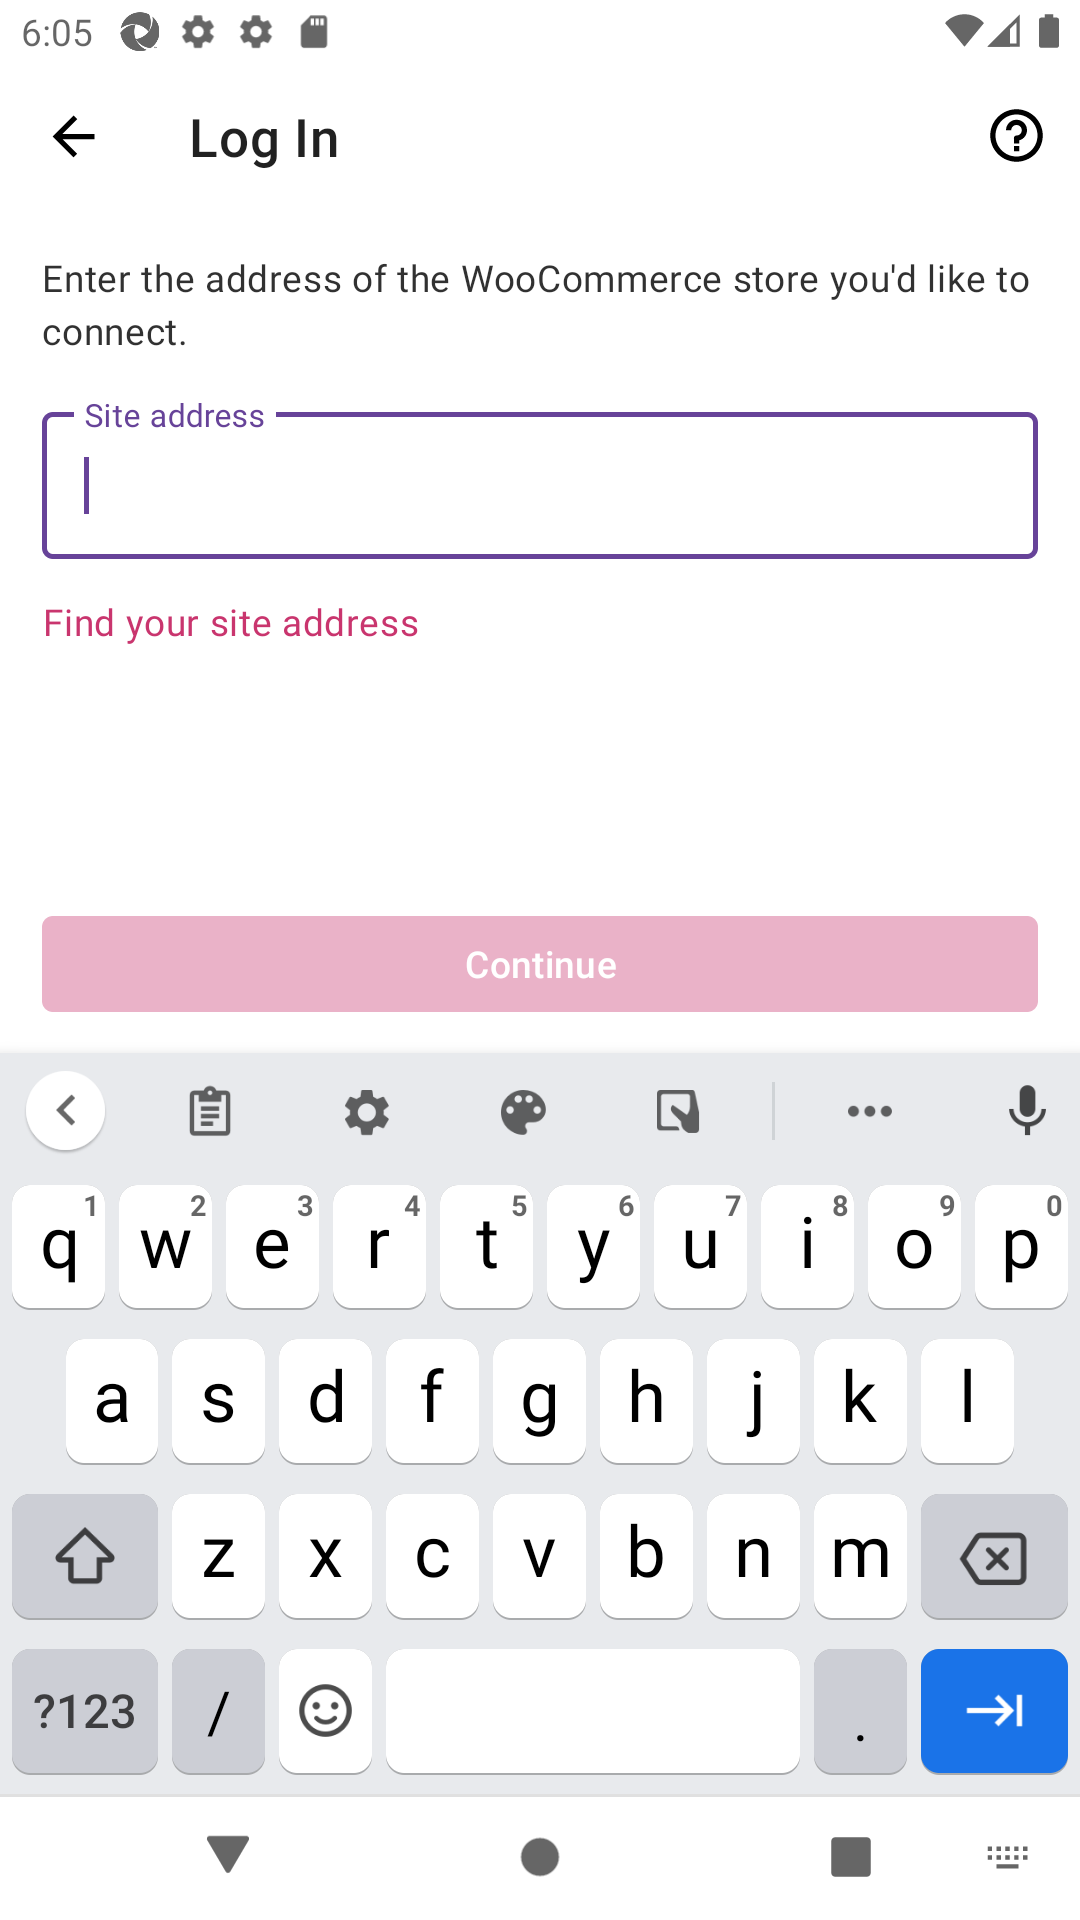 6:05
Log In
Enter the address of the WooCommerce store you'd like to
connect.
Site address
Find your site address
Continue
q 1 w 2 e 3 r 4 t 5 y 6 u 7 i 8 o 9 p 0
a s d f g h j k l
z x c v b n m
?123 / .